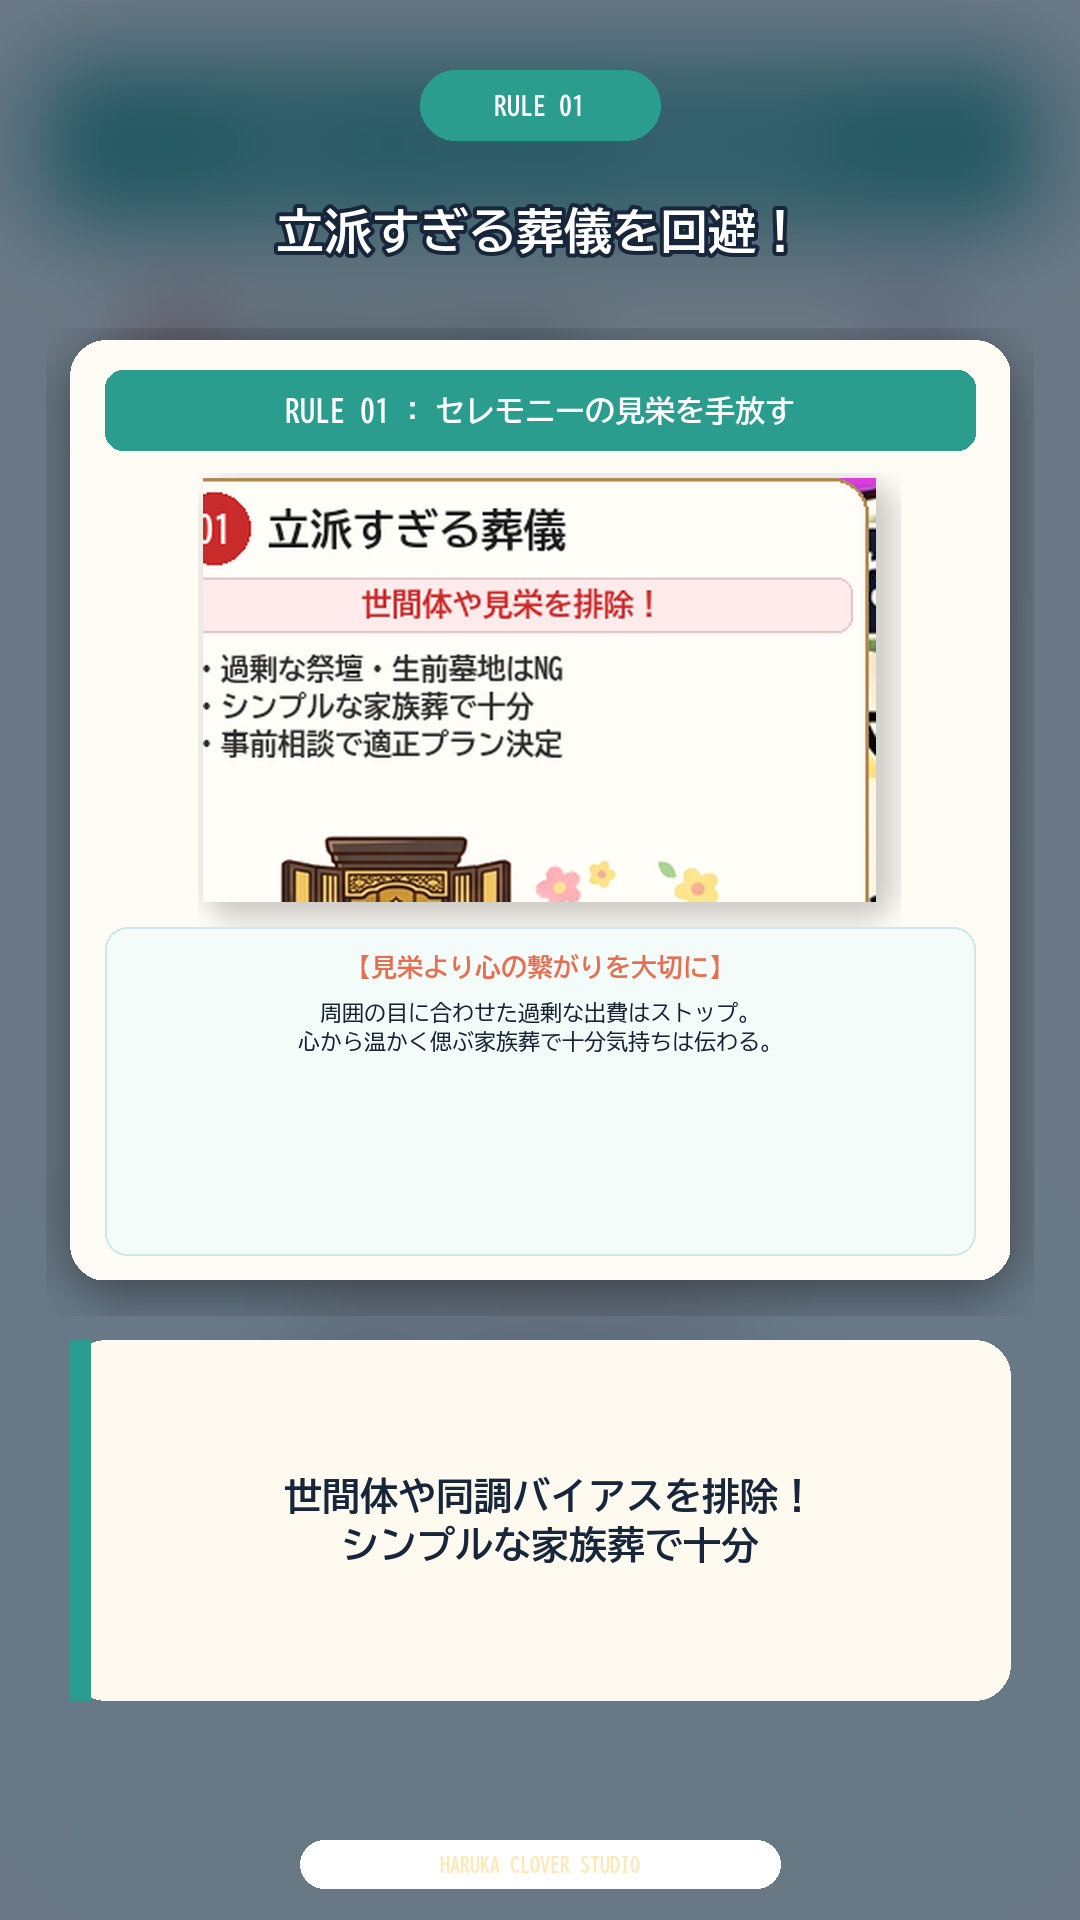 RULE 01
立派すぎる葬儀を回避！
RULE 01 : セレモニーの見栄を手放す
01 立派すぎる葬儀
世間体や見栄を排除！
・過剰な祭壇・生前墓地はNG
・シンプルな家族葬で十分
・事前相談で適正プラン決定
【見栄より心の繋がりを大切に】
周囲の目に合わせた過剰な出費はストップ。
心から温かく偲ぶ家族葬で十分気持ちは伝わる。
世間体や同調バイアスを排除！
シンプルな家族葬で十分
HARUKA CLOVER STUDIO